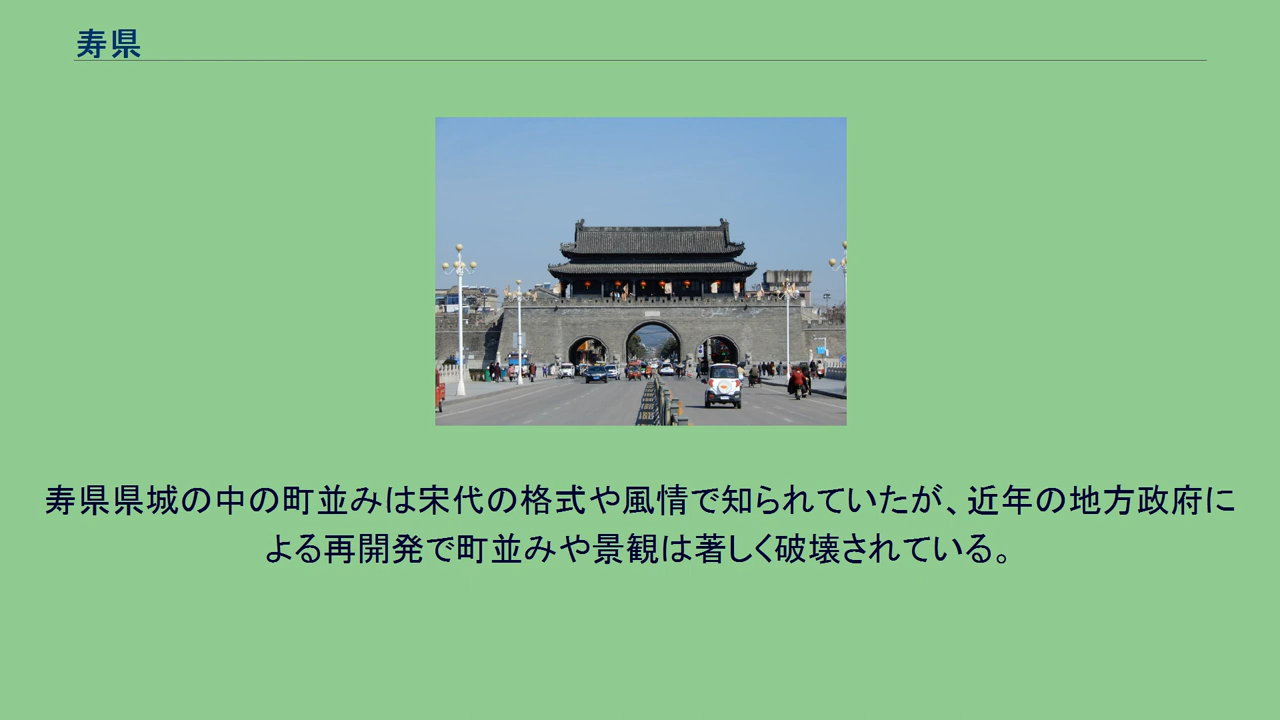 寿県
寿県県城の中の町並みは宋代の格式や風情で知られていたが、近年の地方政府に
よる再開発で町並みや景観は著しく破壊されている。